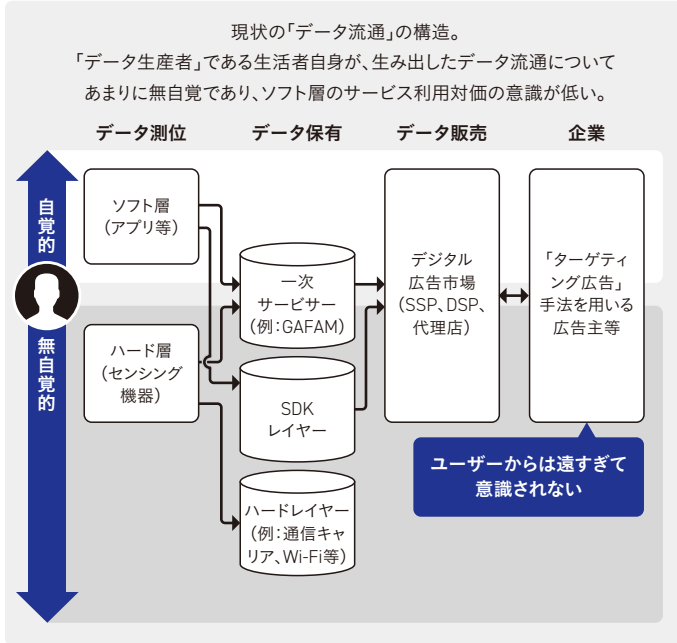 現状の「データ流通」の構造。
「データ生産者」である生活者自身が、生み出したデータ流通について
あまりに無自覚であり、ソフト層のサービス利用対価の意識が低い。
データ測位
データ保有
データ販売
企業
自覚的
無自覚的
ソフト層
（アプリ等）
ハード層
（センシング
機器）
一次
サービサー
（例：GAFAM）
SDK
レイヤー
ハードレイヤー
（例：通信キャ
リア、Wi-Fi等）
デジタル
広告市場
（SSP、DSP、
代理店）
「ターゲティ
ング広告」
手法を用いる
広告主等
ユーザーからは遠すぎて
意識されない